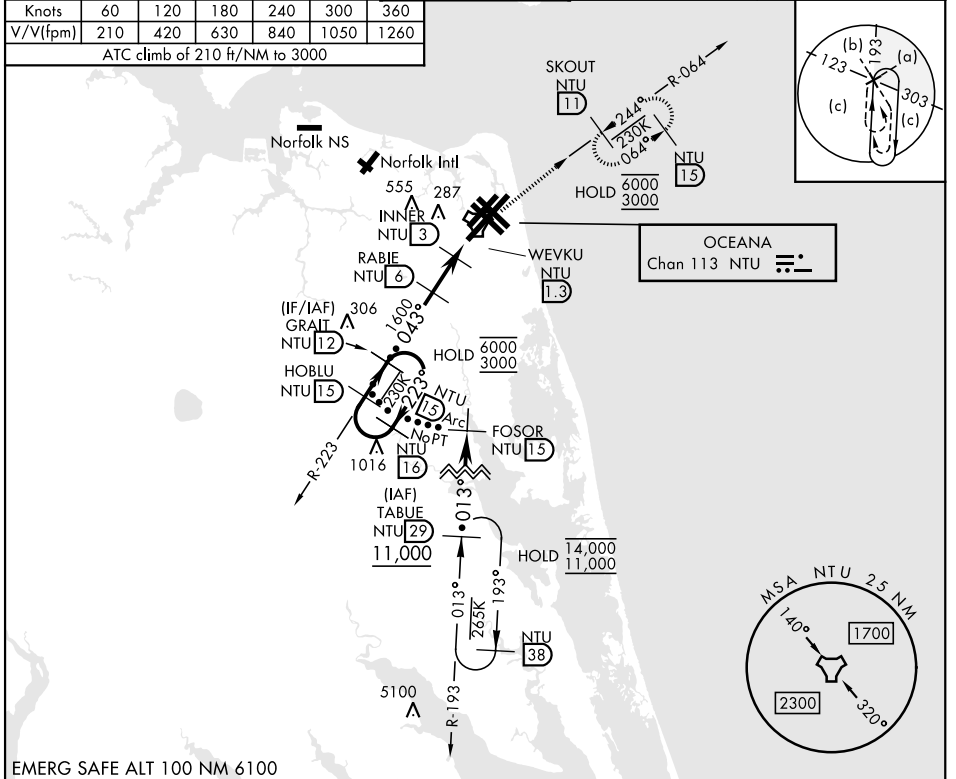 Knots 60 120 180 240 300 360
V/V(fpm) 210 420 630 840 1050 1260
ATC climb of 210 ft/NM to 3000
(b)
193
(a)
123
(c)
303
(c)
SKOUT
NTU
11
R-064
244°
230K
064°
NTU
15
HOLD 6000
3000
Norfolk NS
Norfolk Intl
555
287
INNER
NTU 3
RABIE
NTU 6
WEVKU
NTU
1.3
OCEANA
Chan 113 NTU
(IF/IAF)
GRAIT
NTU 12
306
1600
043°
HOLD 6000
3000
HOBLU
NTU 15
230K
223°
NTU
15 Arc
NoPT
FOSOR
NTU 15
R-223
1016
NTU
16
(IAF)
TABUE
NTU 29
11,000
013°
HOLD 14,000
11,000
013°
265K
193°
NTU
38
5100
R-193
MSA NTU 25 NM
140°
1700
2300
320°
EMERG SAFE ALT 100 NM 6100